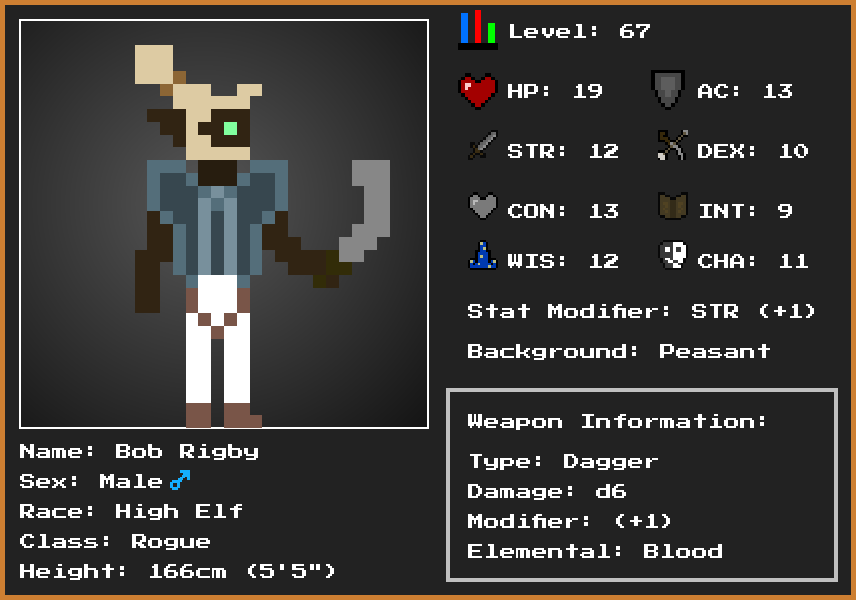 Level: 67
HP: 19 AC: 13
STR: 12 DEX: 10
CON: 13 INT: 9
WIS: 12 CHA: 11
Stat Modifier: STR (+1)
Background: Peasant
Weapon Information:
Type: Dagger
Damage: d6
Modifier: (+1)
Elemental: Blood
Name: Bob Rigby
Sex: Male ♂
Race: High Elf
Class: Rogue
Height: 166cm (5'5")